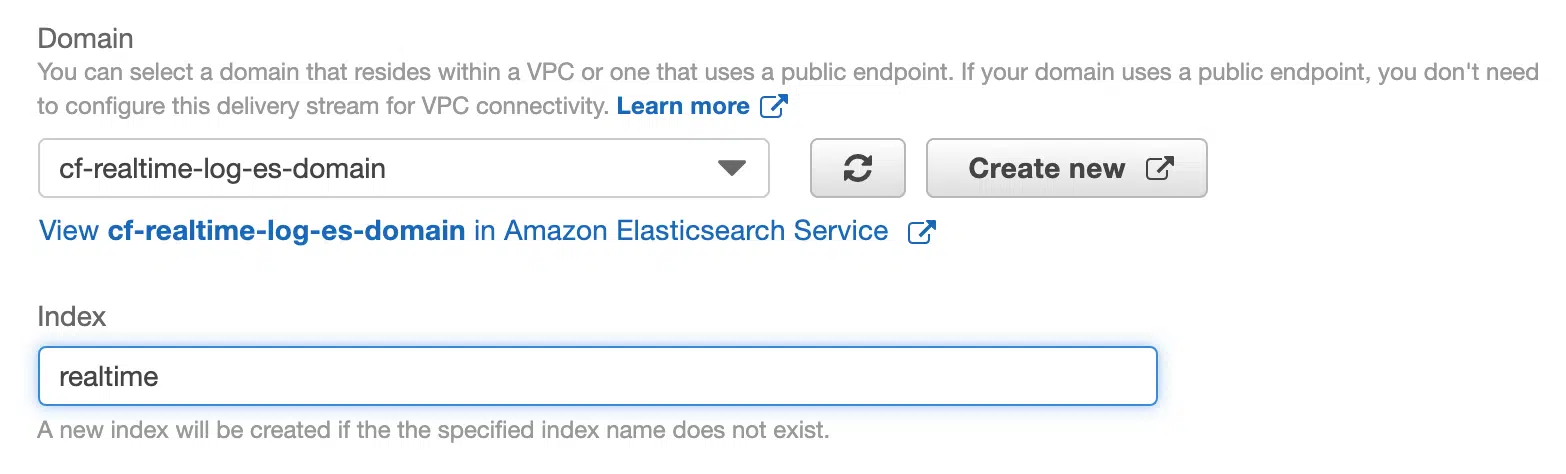 Domain
You can select a domain that resides within a VPC or one that uses a public endpoint. If your domain uses a public endpoint, you don't need
to configure this delivery stream for VPC connectivity. Learn more
cf-realtime-log-es-domain
Create new
View cf-realtime-log-es-domain in Amazon Elasticsearch Service
Index
realtime
A new index will be created if the the specified index name does not exist.